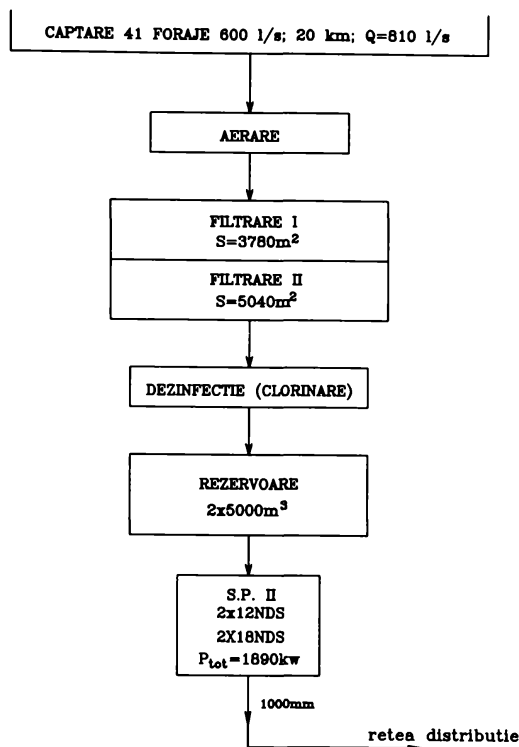 CAPTARE 41 FORAJE 600 l/s; 20 km; Q=810 l/s
AERARE
FILTRARE I
S=3780m²
FILTRARE II
S=5040m²
DEZINFECTIE (CLORINARE)
REZERVOARE
2x5000m³
S.P. II
2x12NDS
2X18NDS
P_tot=1890kw
1000mm
retea distributie